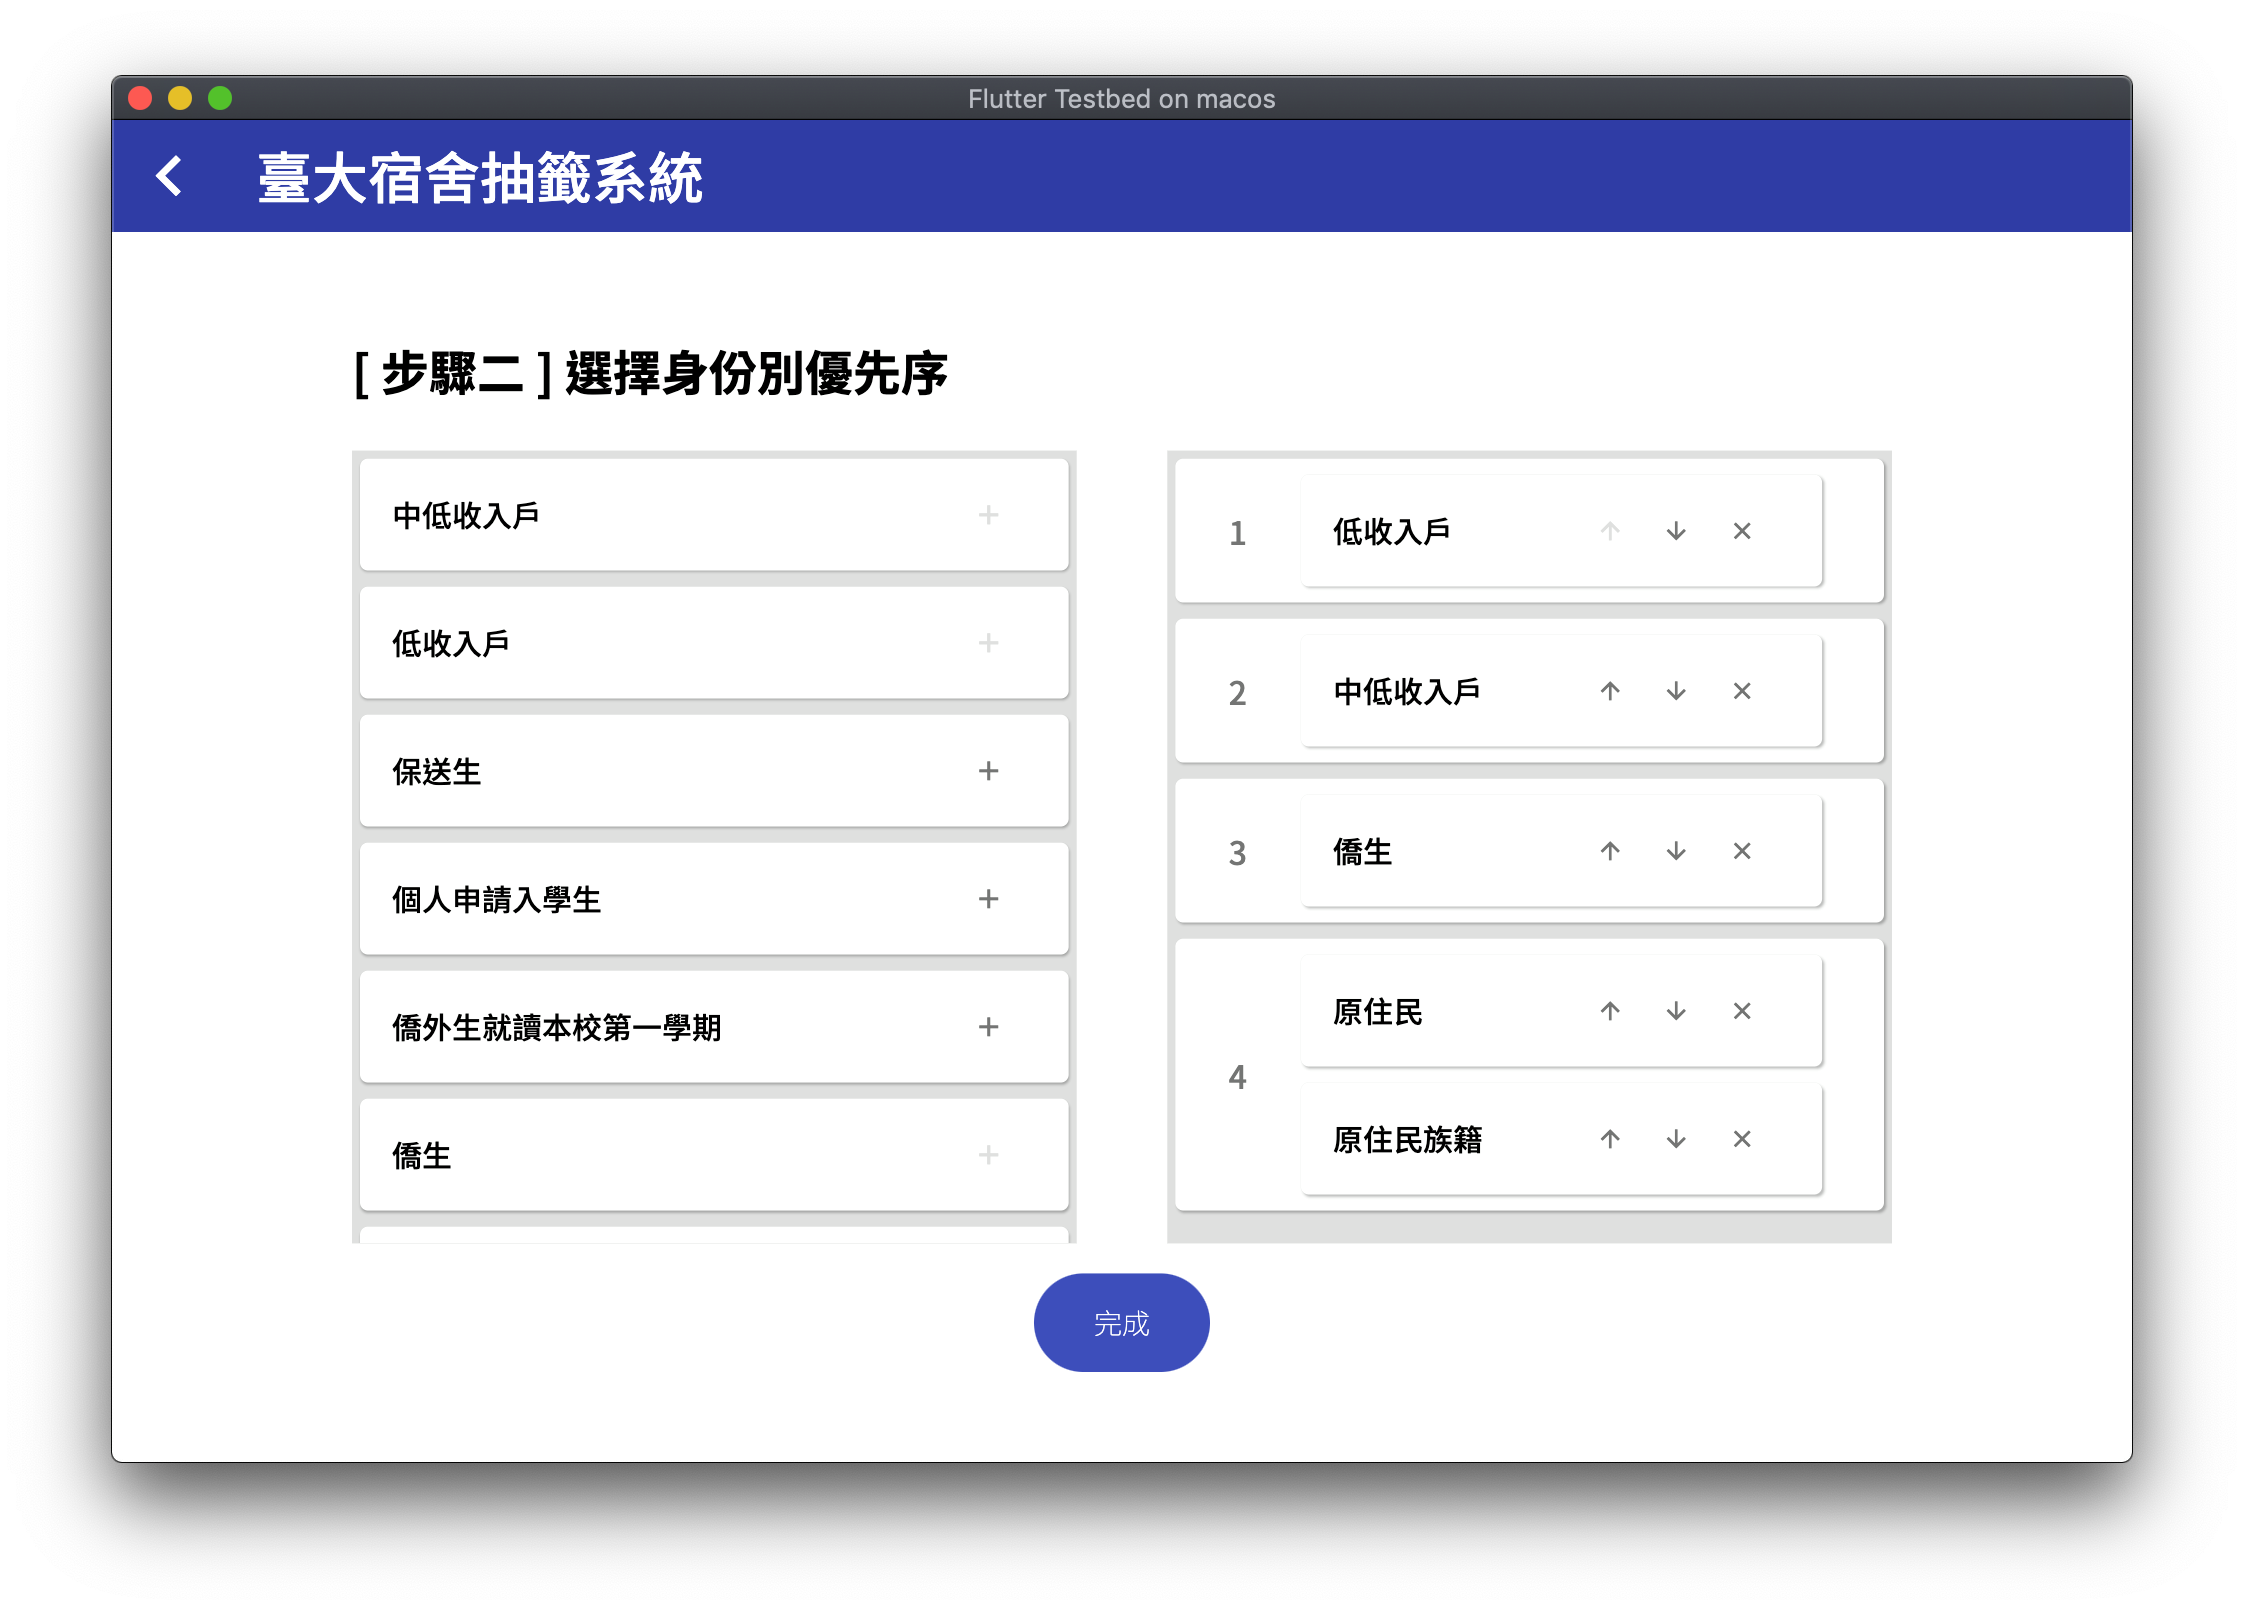 Flutter Testbed on macos
臺大宿舍抽籤系統
[ 步驟二 ] 選擇身份別優先序
中低收入戶
低收入戶
保送生
個人申請入學生
僑外生就讀本校第一學期
僑生
1 低收入戶
2 中低收入戶
3 僑生
4
原住民
原住民族籍
完成